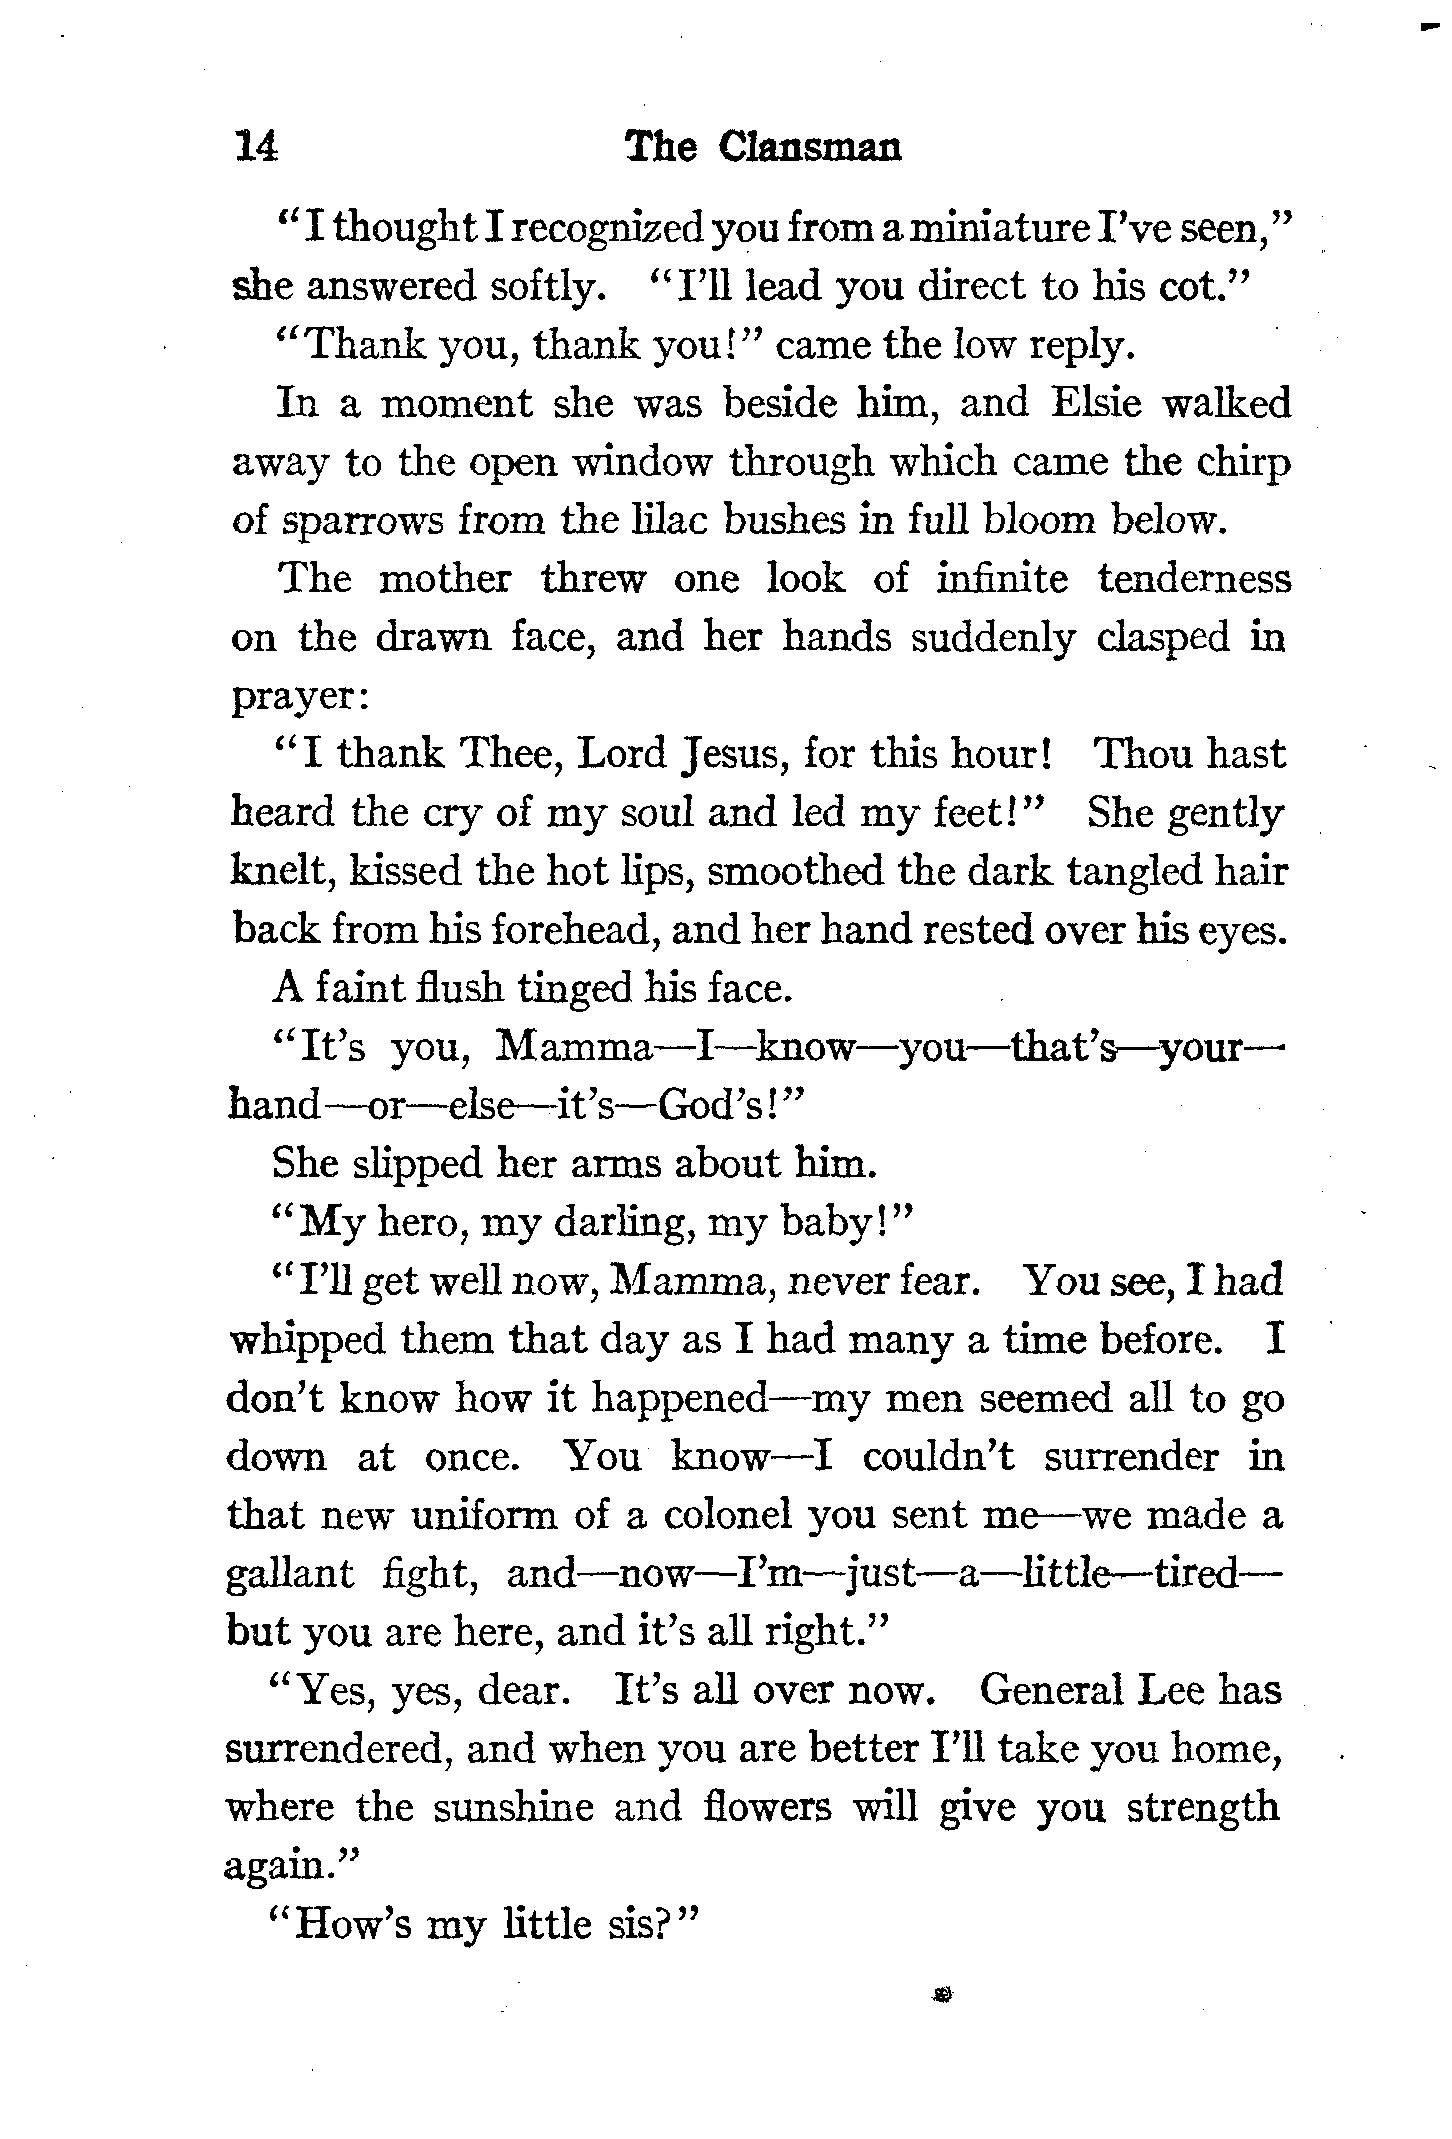 14 The Clansman
“I thought I recognized you from a miniature I’ve seen,”
she answered softly. “I’ll lead you direct to his cot.”
“Thank you, thank you!” came the low reply.
In a moment she was beside him, and Elsie walked
away to the open window through which came the chirp
of sparrows from the lilac bushes in full bloom below.
The mother threw one look of infinite tenderness
on the drawn face, and her hands suddenly clasped in
prayer:
“I thank Thee, Lord Jesus, for this hour! Thou hast
heard the cry of my soul and led my feet!” She gently
knelt, kissed the hot lips, smoothed the dark tangled hair
back from his forehead, and her hand rested over his eyes.
A faint flush tinged his face.
“It’s you, Mamma—I—know—you—that’s—your—
hand—or—else—it’s—God’s!”
She slipped her arms about him.
“My hero, my darling, my baby!”
“I’ll get well now, Mamma, never fear. You see, I had
whipped them that day as I had many a time before. I
don’t know how it happened—my men seemed all to go
down at once. You know—I couldn’t surrender in
that new uniform of a colonel you sent me—we made a
gallant fight, and—now—I’m—just—a—little—tired—
but you are here, and it’s all right.”
“Yes, yes, dear. It’s all over now. General Lee has
surrendered, and when you are better I’ll take you home,
where the sunshine and flowers will give you strength
again.”
“How’s my little sis?”